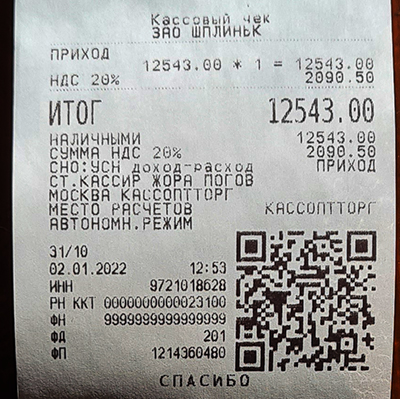 Кассовый чек
ЗАО ШПЛИНЬК
ПРИХОД
12543.00 * 1 = 12543.00
НДС 20% 2090.50
ИТОГ 12543.00
НАЛИЧНЫМИ 12543.00
СУММА НДС 20% 2090.50
СНО:УСН доход-расход ПРИХОД
СТ.КАССИР ЖОРА ПОГОВ
МОСКВА КАССОПТТОРГ
МЕСТО РАСЧЕТОВ КАССОПТТОРГ
АВТОНОМН.РЕЖИМ
31/10
02.01.2022 12:53
ИНН 9721018628
РН ККТ 0000000000023100
ФН 9999999999999999
ФД 201
ФП 1214360480
СПАСИБО